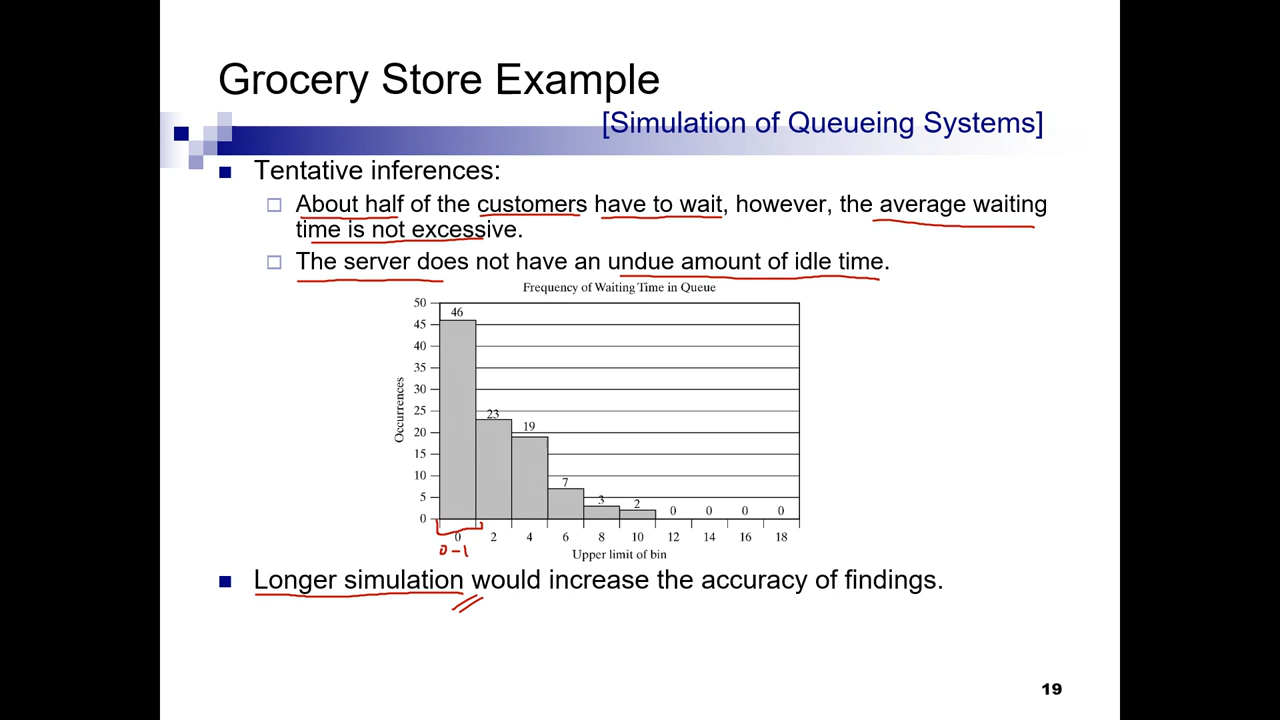 Grocery Store Example
[Simulation of Queueing Systems]
Tentative inferences:
About half of the customers have to wait, however, the average waiting
time is not excessive.
The server does not have an undue amount of idle time.
Frequency of Waiting Time in Queue
50
45
40
35
30
25
20
15
10
5
0
Occurrences
46
23
19
7
3
2
0
0
0
0
0 2 4 6 8 10 12 14 16 18
0-1
Upper limit of bin
Longer simulation would increase the accuracy of findings.
19